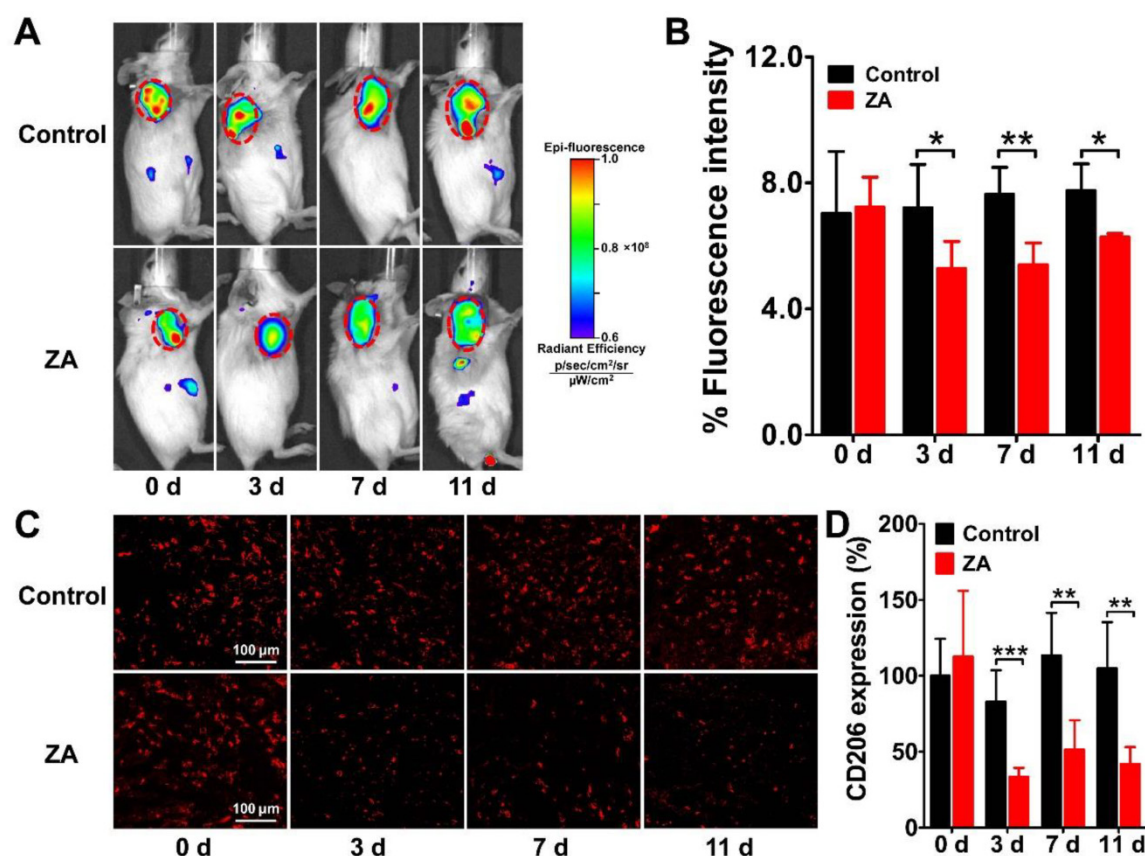 A
Control
ZA
0 d 3 d 7 d 11 d
Epi-fluorescence
1.0
0.8 ×10⁸
0.6
Radiant Efficiency
p/sec/cm²/sr
µW/cm²
B
% Fluorescence intensity
12.0
8.0
4.0
0.0
Control
ZA
* ** *
0 d 3 d 7 d 11 d
C
Control
100 µm
ZA
100 µm
0 d 3 d 7 d 11 d
D
CD206 expression (%)
200
150
100
50
0
Control
ZA
*** ** **
0 d 3 d 7 d 11 d